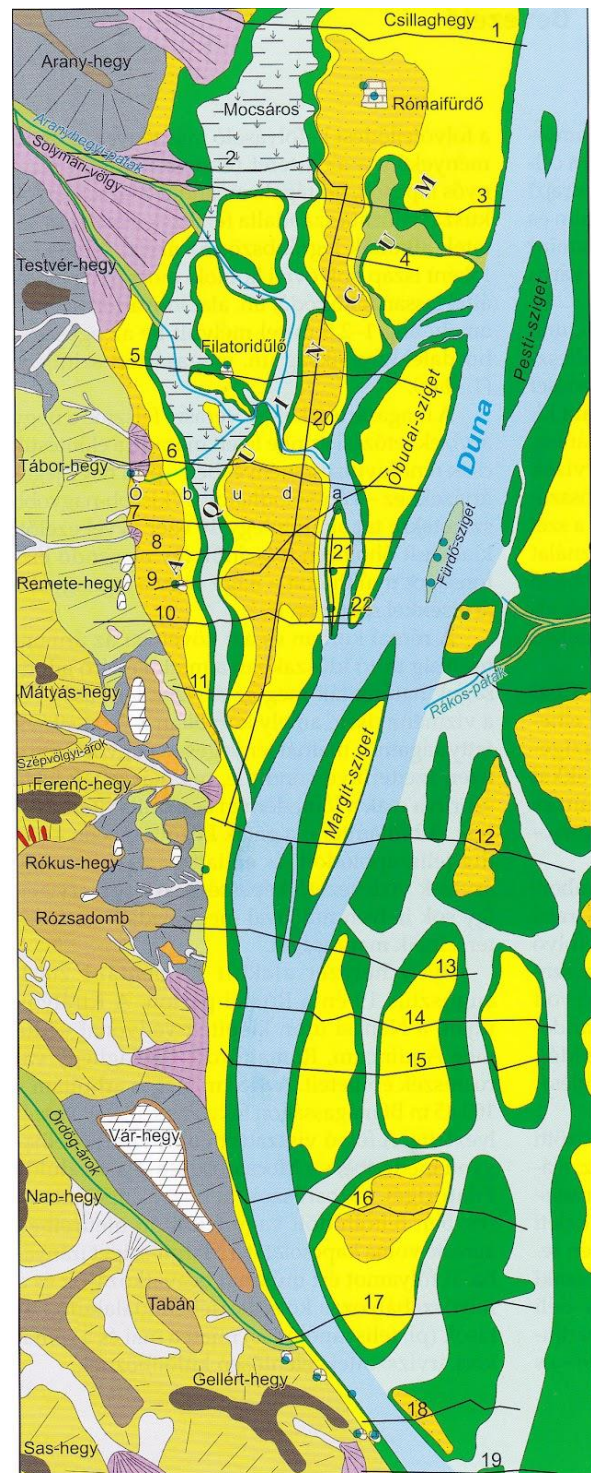 Csillaghegy
1
Arany-hegy
Mocsáros
Rómaifürdő
Aranyhegyi-patak
Solymári-völgy
2
3
4
Testvér-hegy
Pesti-sziget
5
Filatoridűlő
20
Óbudai-sziget
Duna
6
Tábor-hegy
Ó b u d a
AQUINCUM
7
8
21
Fürdő-sziget
Remete-hegy
9
10
22
11
Mátyás-hegy
Rákos-patak
Szépvölgyi-árok
Ferenc-hegy
Margit-sziget
12
Rókus-hegy
Rózsadomb
13
14
15
Ördög-árok
Vár-hegy
Nap-hegy
16
Tabán
17
Gellért-hegy
18
Sas-hegy
19